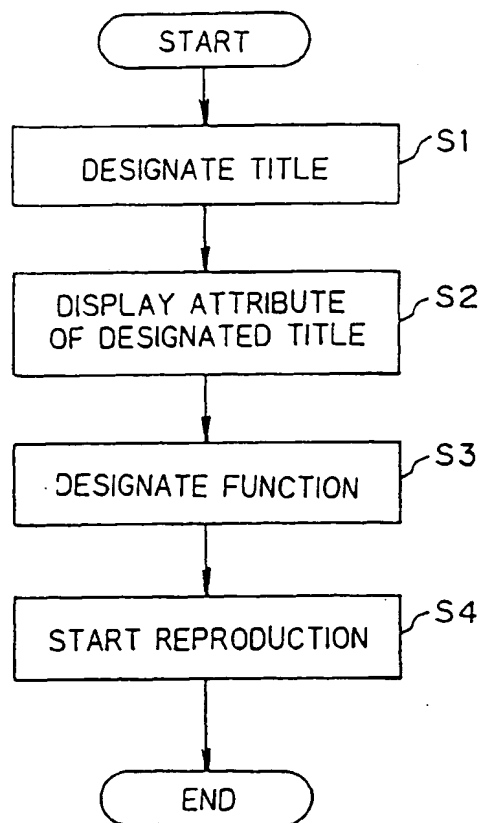 START
DESIGNATE TITLE
S1
DISPLAY ATTRIBUTE
OF DESIGNATED TITLE
S2
DESIGNATE FUNCTION
S3
START REPRODUCTION
S4
END